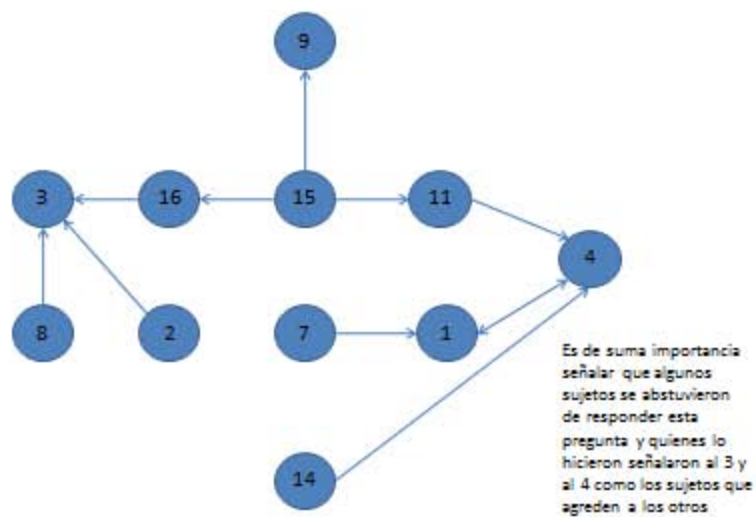 9
3
16
15
11
4
8
2
7
1
14
Es de suma importancia
señalar que algunos
sujetos se abstuvieron
de responder esta
pregunta y quienes lo
hicieron señalaron al 3 y
al 4 como los sujetos que
agreden a los otros